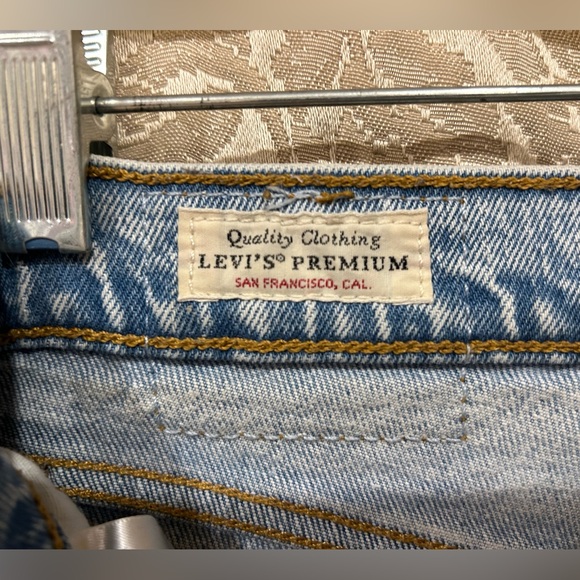 Quality Clothing
LEVI'S® PREMIUM
SAN FRANCISCO, CAL.